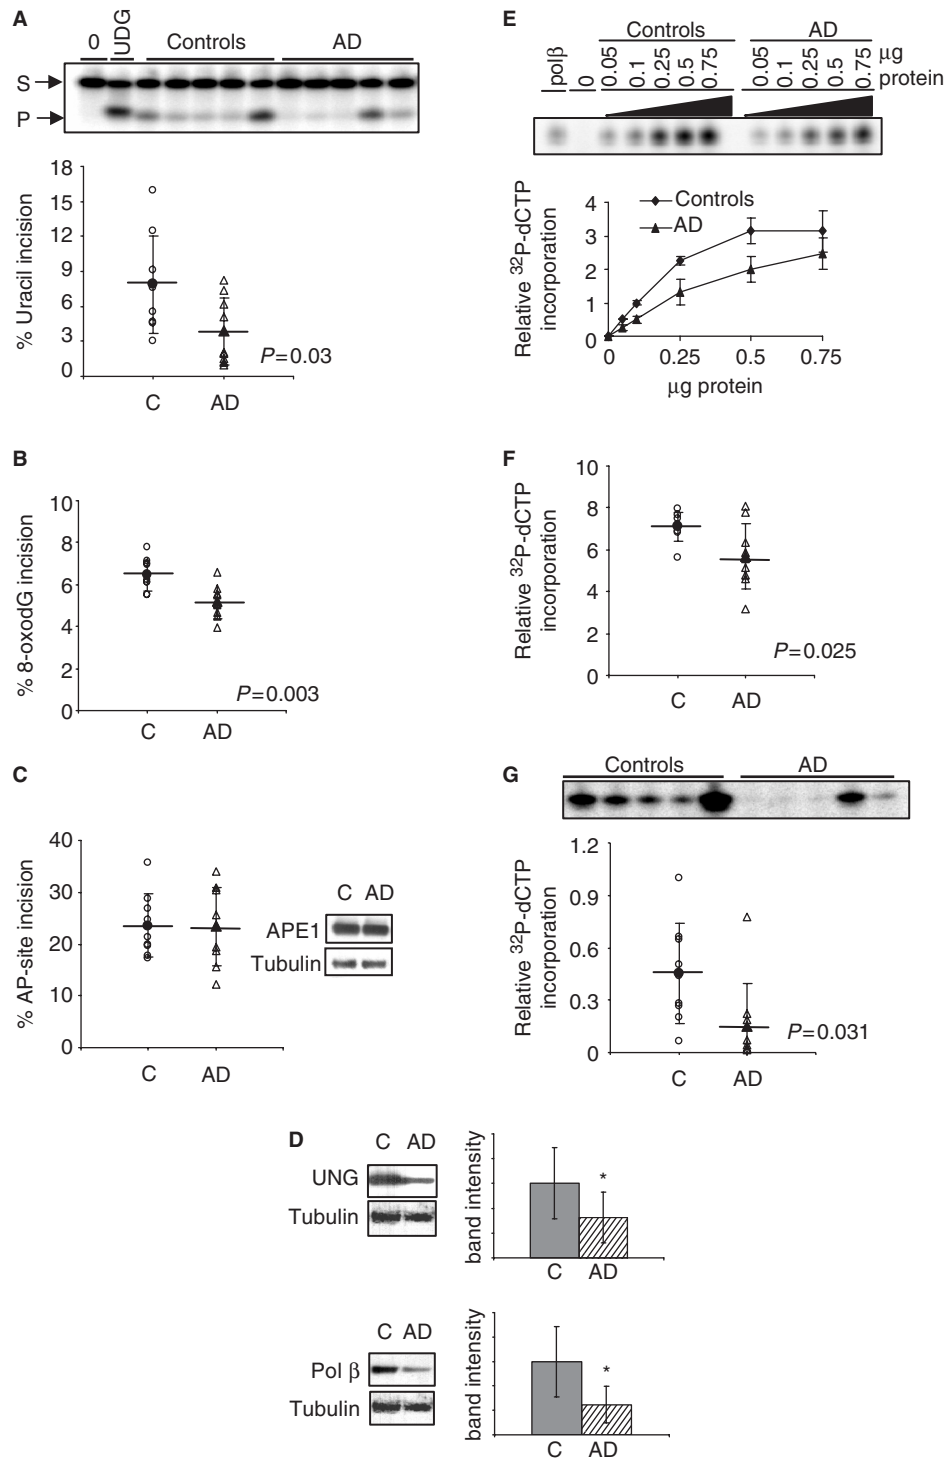 A
0
UDG
Controls
AD
S
P
% Uracil incision
18
15
12
9
6
3
0
P=0.03
C
AD
B
% 8-oxodG incision
10
8
6
4
2
0
P=0.003
C
AD
C
% AP-site incision
40
30
20
10
0
C
AD
C AD
APE1
Tubulin
D
C AD
UNG
Tubulin
band intensity
*
C
AD
C AD
Pol β
Tubulin
band intensity
*
C
AD
E
Controls
AD
polβ
0
0.05
0.1
0.25
0.5
0.75
0.05
0.1
0.25
0.5
0.75
μg
protein
Relative ³²P-dCTP
incorporation
4
3
2
1
0
Controls
AD
0
0.25
0.5
0.75
μg protein
F
Relative ³²P-dCTP
incorporation
10
8
6
4
2
0
P=0.025
C
AD
G
Controls
AD
Relative ³²P-dCTP
incorporation
1.2
0.9
0.6
0.3
0
P=0.031
C
AD